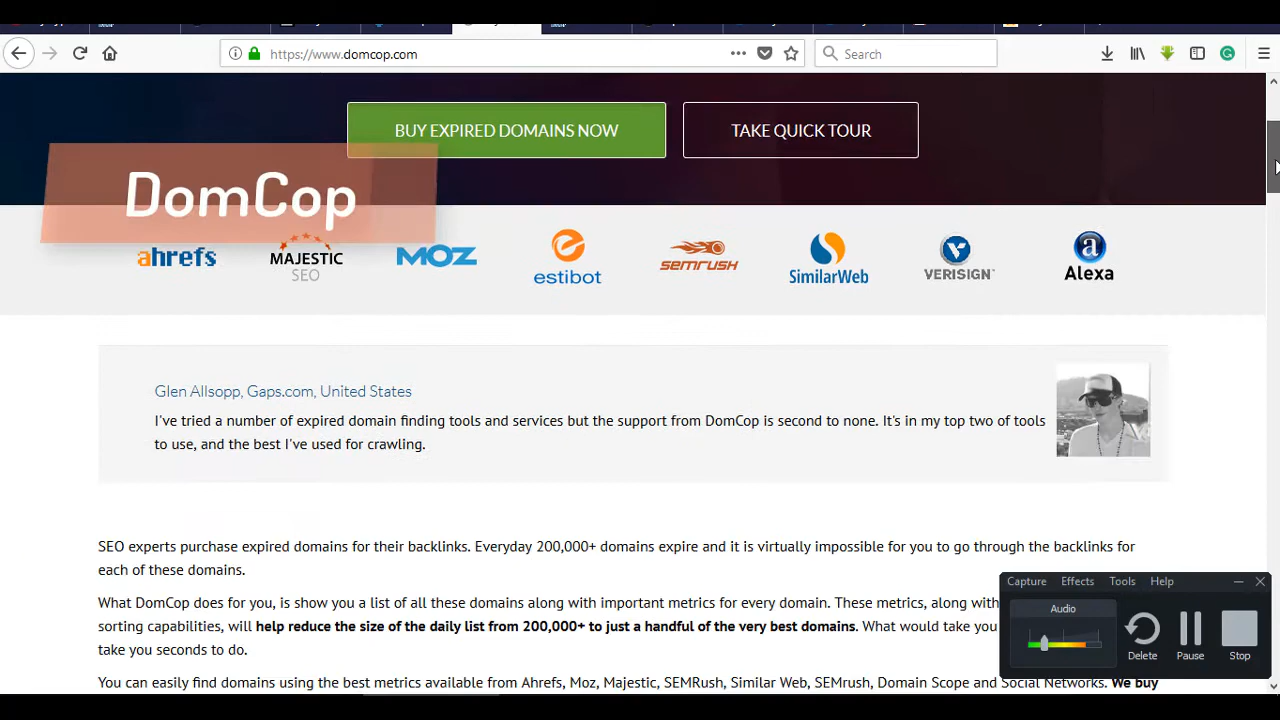 https://www.domcop.com
Search
BUY EXPIRED DOMAINS NOW
TAKE QUICK TOUR
DomCop
ahrefs
MAJESTIC
SEO
MOZ
estibot
SEMRUSH
SimilarWeb
VERISIGN
a
Alexa
Glen Allsopp, Gaps.com, United States
I've tried a number of expired domain finding tools and services but the support from DomCop is second to none. It's in my top two of tools
to use, and the best I've used for crawling.
SEO experts purchase expired domains for their backlinks. Everyday 200,000+ domains expire and it is virtually impossible for you to go through the backlinks for
each of these domains.
What DomCop does for you, is show you a list of all these domains along with important metrics for every domain. These metrics, along with
sorting capabilities, will help reduce the size of the daily list from 200,000+ to just a handful of the very best domains. What would take you
take you seconds to do.
You can easily find domains using the best metrics available from Ahrefs, Moz, Majestic, SEMRush, Similar Web, SEMrush, Domain Scope and Social Networks. We buy
Capture Effects Tools Help
Audio
Delete
Pause
Stop